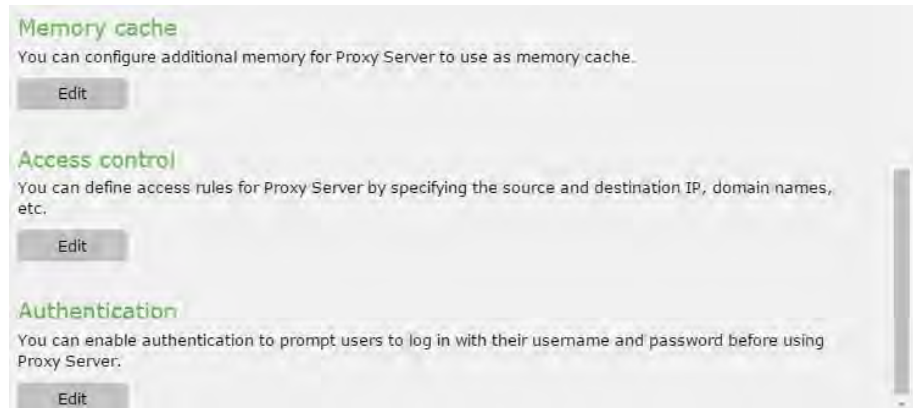 Memory cache
You can configure additional memory for Proxy Server to use as memory cache.
Edit
Access control
You can define access rules for Proxy Server by specifying the source and destination IP, domain names,
etc.
Edit
Authentication
You can enable authentication to prompt users to log in with their username and password before using
Proxy Server.
Edit